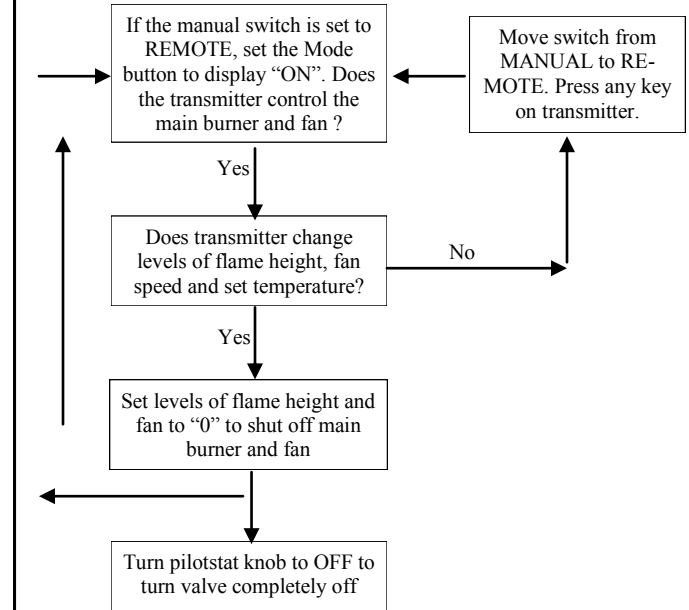 If the manual switch is set to
REMOTE, set the Mode
button to display “ON”. Does
the transmitter control the
main burner and fan ?
Move switch from
MANUAL to RE-
MOTE. Press any key
on transmitter.
Yes
Does transmitter change
levels of flame height, fan
speed and set temperature?
No
Yes
Set levels of flame height and
fan to “0” to shut off main
burner and fan
Turn pilotstat knob to OFF to
turn valve completely off